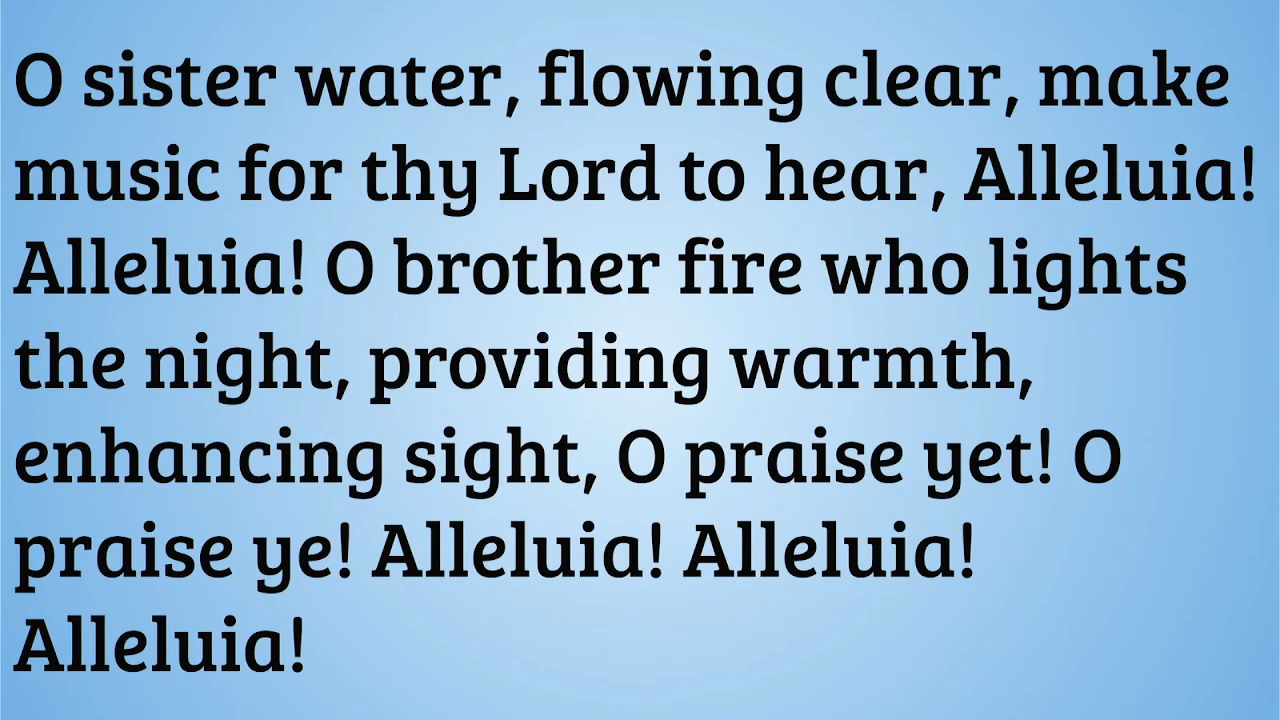 O sister water, flowing clear, make
music for thy Lord to hear, Alleluia!
Alleluia! O brother fire who lights
the night, providing warmth,
enhancing sight, O praise yet! O
praise ye! Alleluia! Alleluia!
Alleluia!